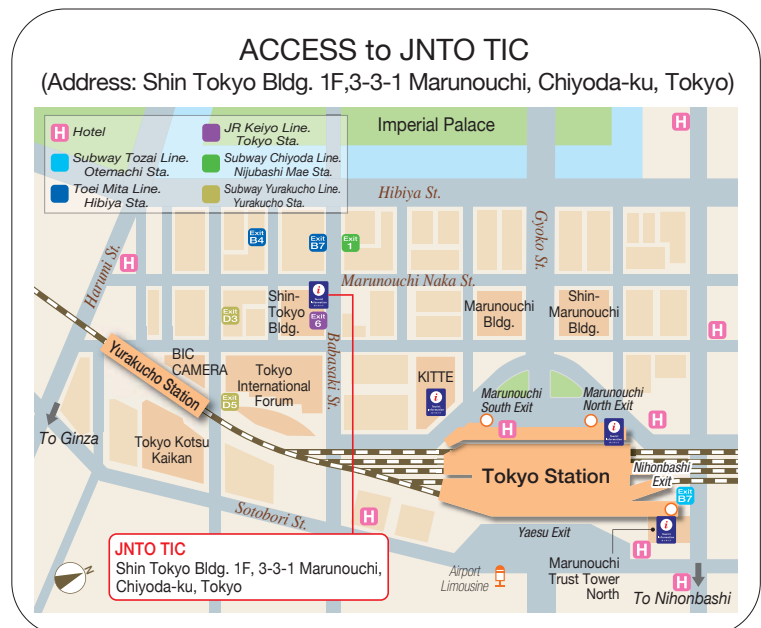 ACCESS to JNTO TIC
(Address: Shin Tokyo Bldg. 1F,3-3-1 Marunouchi, Chiyoda-ku, Tokyo)
H Hotel
JR Keiyo Line.
Tokyo Sta.
Subway Tozai Line.
Otemachi Sta.
Subway Chiyoda Line.
Nijubashi Mae Sta.
Toei Mita Line.
Hibiya Sta.
Subway Yurakucho Line.
Yurakucho Sta.
Imperial Palace
H
Hibiya St.
Gyoko St.
Harumi St.
Exit
B4
Exit
B7
Exit
1
H
Marunouchi Naka St.
i
Shin-
Tokyo
Bldg.
Exit
D3
Exit
6
Babasaki St.
Marunouchi
Bldg.
Shin-
Marunouchi
Bldg.
H
Yurakucho Station
BIC
CAMERA
Tokyo
International
Forum
Exit
D5
KITTE
i
Marunouchi
South Exit
Marunouchi
North Exit
H
H
i
To Ginza
Tokyo Kotsu
Kaikan
Tokyo Station
Nihonbashi
Exit
Exit
B7
Sotobori St.
H
Yaesu Exit
i
H
JNTO TIC
Shin Tokyo Bldg. 1F, 3-3-1 Marunouchi,
Chiyoda-ku, Tokyo
Airport
Limousine
Marunouchi
Trust Tower
North
H
To Nihonbashi